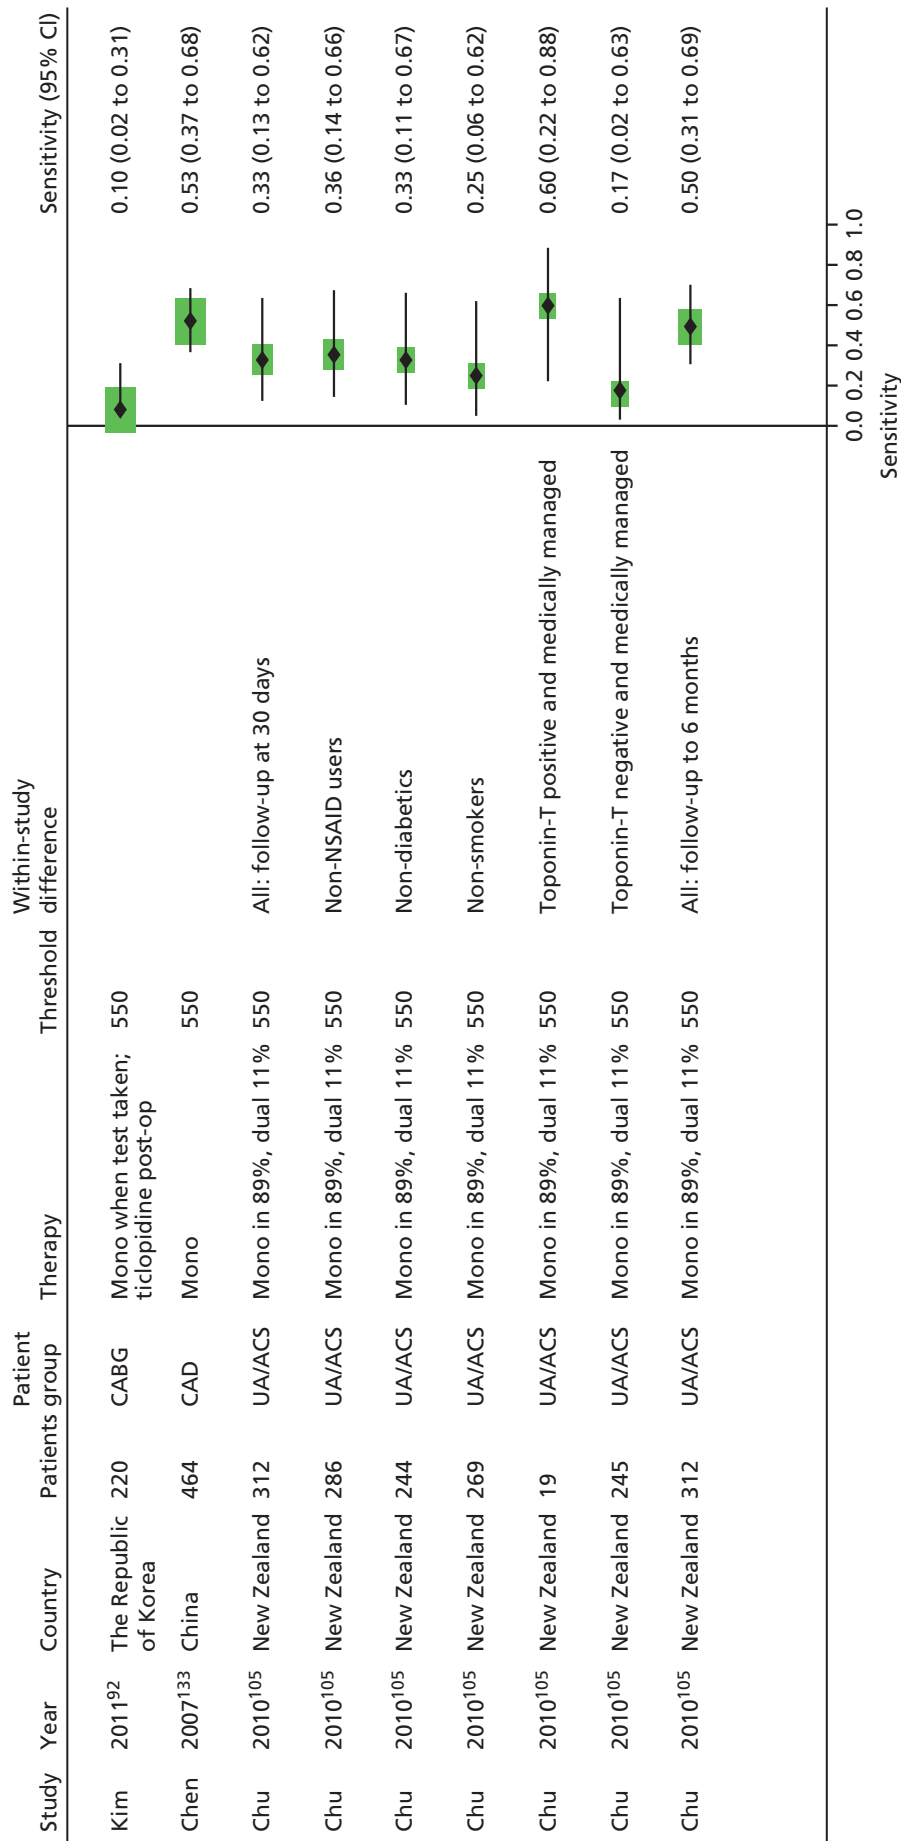 Study Year Country Patients Patient group Therapy Threshold Within-study difference Sensitivity (95% CI)
Kim 2011⁹² The Republic of Korea 220 CABG Mono when test taken; ticlopidine post-op 550 0.10 (0.02 to 0.31)
Chen 2007¹³³ China 464 CAD Mono 550 0.53 (0.37 to 0.68)
Chu 2010¹⁰⁵ New Zealand 312 UA/ACS Mono in 89%, dual 11% 550 All: follow-up at 30 days 0.33 (0.13 to 0.62)
Chu 2010¹⁰⁵ New Zealand 286 UA/ACS Mono in 89%, dual 11% 550 Non-NSAID users 0.36 (0.14 to 0.66)
Chu 2010¹⁰⁵ New Zealand 244 UA/ACS Mono in 89%, dual 11% 550 Non-diabetics 0.33 (0.11 to 0.67)
Chu 2010¹⁰⁵ New Zealand 269 UA/ACS Mono in 89%, dual 11% 550 Non-smokers 0.25 (0.06 to 0.62)
Chu 2010¹⁰⁵ New Zealand 19 UA/ACS Mono in 89%, dual 11% 550 Toponin-T positive and medically managed 0.60 (0.22 to 0.88)
Chu 2010¹⁰⁵ New Zealand 245 UA/ACS Mono in 89%, dual 11% 550 Toponin-T negative and medically managed 0.17 (0.02 to 0.63)
Chu 2010¹⁰⁵ New Zealand 312 UA/ACS Mono in 89%, dual 11% 550 All: follow-up to 6 months 0.50 (0.31 to 0.69)
0.0 0.2 0.4 0.6 0.8 1.0
Sensitivity